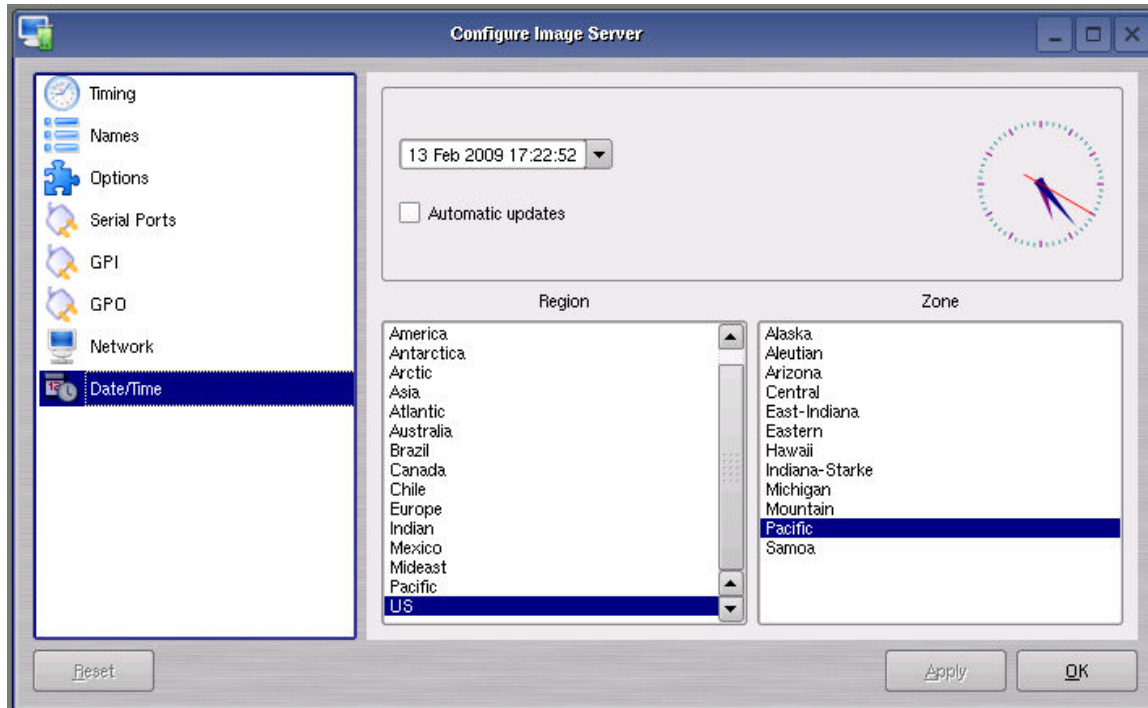 Configure Image Server
Timing
Names
Options
Serial Ports
GPI
GPO
Network
Date/Time
13 Feb 2009 17:22:52
Automatic updates
Region
America
Antarctica
Arctic
Asia
Atlantic
Australia
Brazil
Canada
Chile
Europe
Indian
Mexico
Mideast
Pacific
US
Zone
Alaska
Aleutian
Arizona
Central
East-Indiana
Eastern
Hawaii
Indiana-Starke
Michigan
Mountain
Pacific
Samoa
Reset
Apply
OK